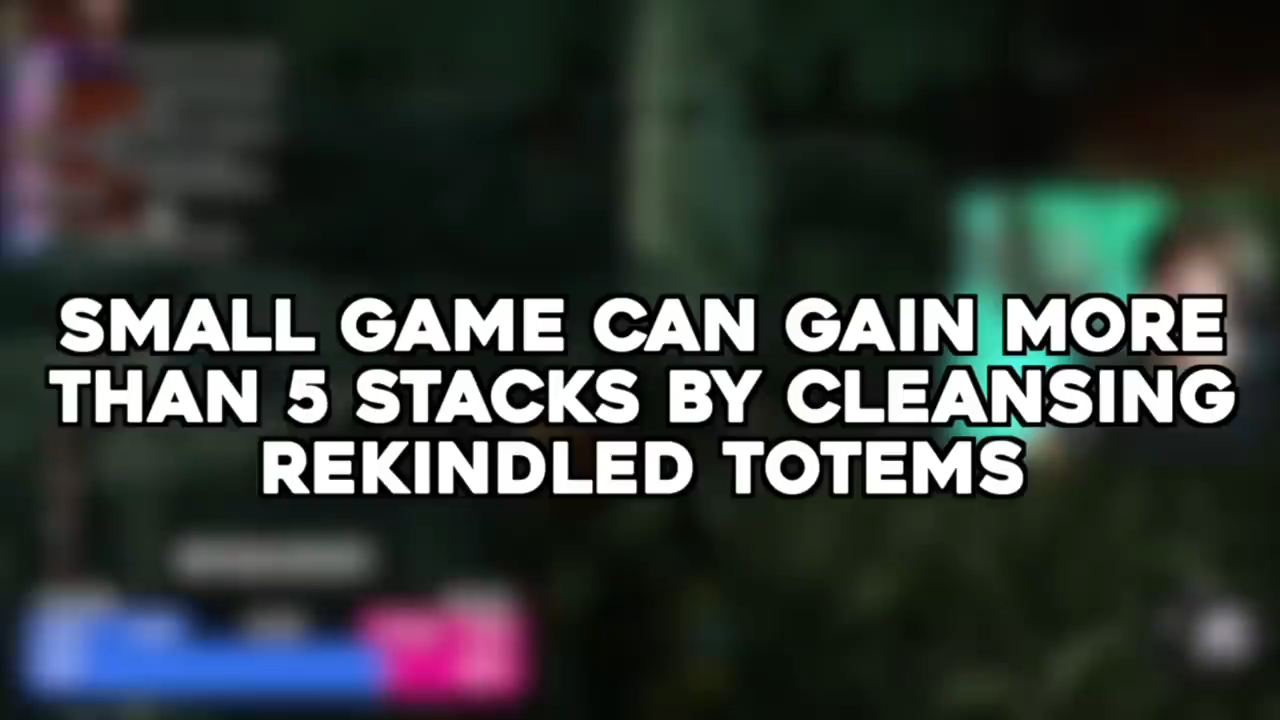 SMALL GAME CAN GAIN MORE
THAN 5 STACKS BY CLEANSING
REKINDLED TOTEMS